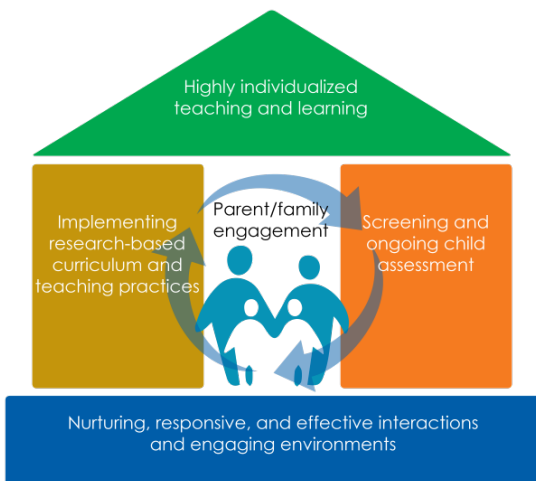 Highly individualized
teaching and learning
Implementing
research-based
curriculum and
teaching practices
Parent/family
engagement
Screening and
ongoing child
assessment
Nurturing, responsive, and effective interactions
and engaging environments